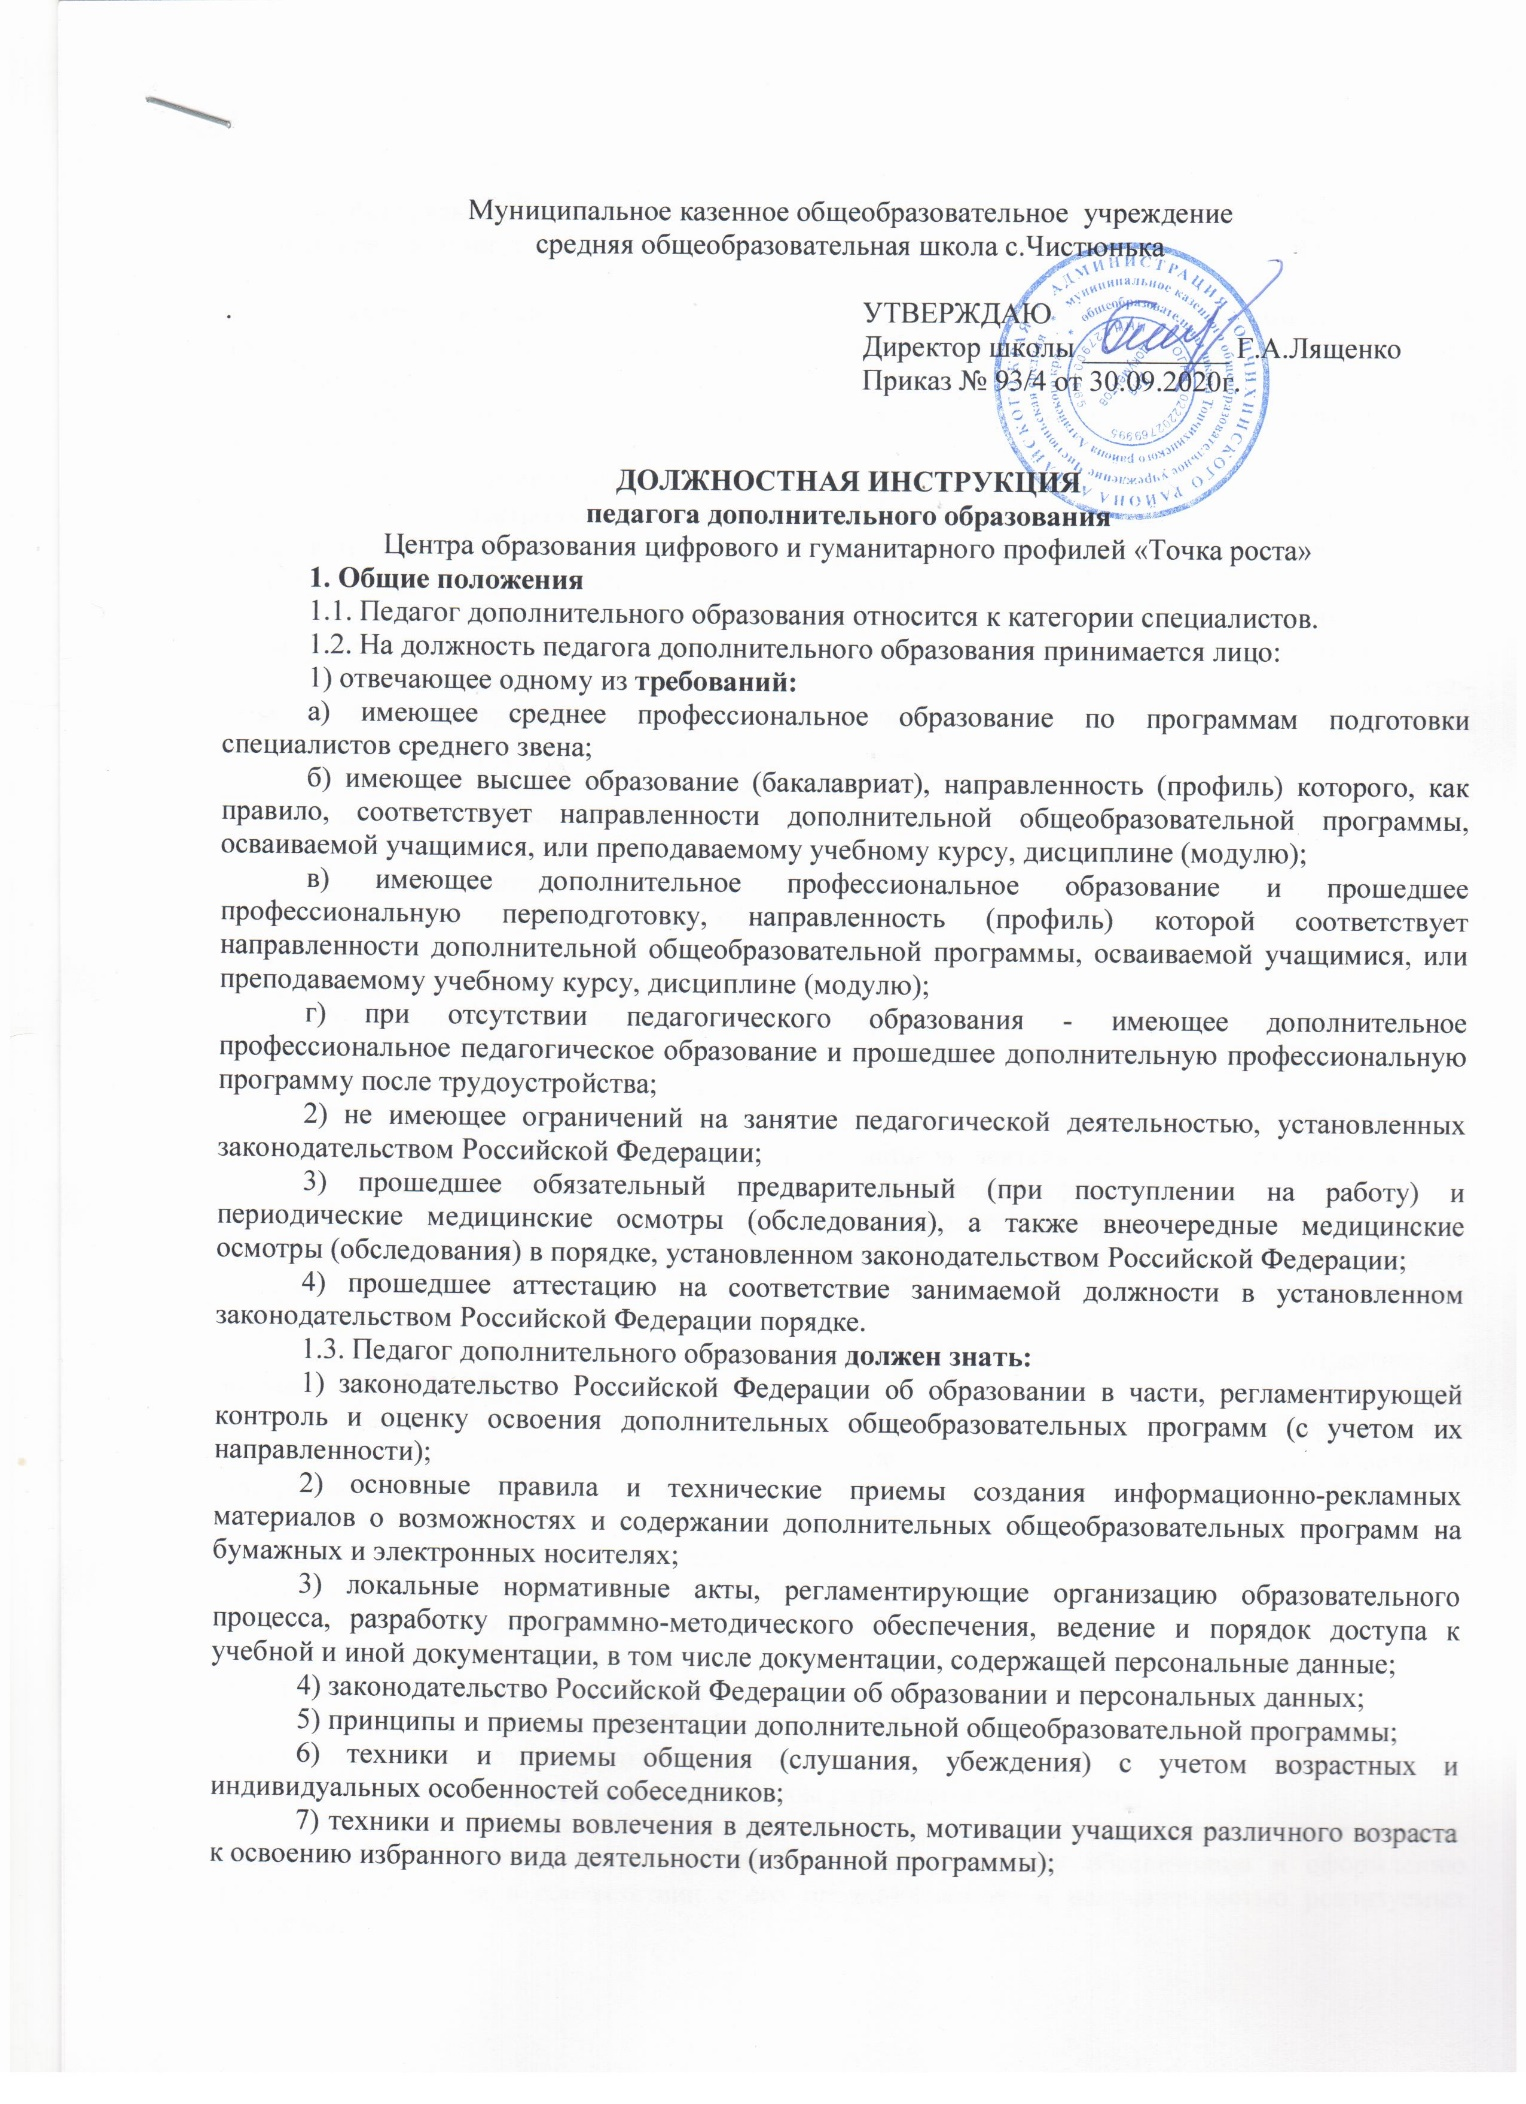 Муниципальное казенное общеобразовательное учреждение
средняя общеобразовательная школа с.Чистюнька
УТВЕРЖДАЮ
Директор школы __________ Г.А.Лященко
Приказ № 93/4 от 30.09.2020г.
ДОЛЖНОСТНАЯ ИНСТРУКЦИЯ
педагога дополнительного образования
Центра образования цифрового и гуманитарного профилей «Точка роста»
1. Общие положения
1.1. Педагог дополнительного образования относится к категории специалистов.
1.2. На должность педагога дополнительного образования принимается лицо:
1) отвечающее одному из требований:
а) имеющее среднее профессиональное образование по программам подготовки
специалистов среднего звена;
б) имеющее высшее образование (бакалавриат), направленность (профиль) которого, как
правило, соответствует направленности дополнительной общеобразовательной программы,
осваиваемой учащимися, или преподаваемому учебному курсу, дисциплине (модулю);
в) имеющее дополнительное профессиональное образование и прошедшее
профессиональную переподготовку, направленность (профиль) которой соответствует
направленности дополнительной общеобразовательной программы, осваиваемой учащимися, или
преподаваемому учебному курсу, дисциплине (модулю);
г) при отсутствии педагогического образования - имеющее дополнительное
профессиональное педагогическое образование и прошедшее дополнительную профессиональную
программу после трудоустройства;
2) не имеющее ограничений на занятие педагогической деятельностью, установленных
законодательством Российской Федерации;
3) прошедшее обязательный предварительный (при поступлении на работу) и
периодические медицинские осмотры (обследования), а также внеочередные медицинские
осмотры (обследования) в порядке, установленном законодательством Российской Федерации;
4) прошедшее аттестацию на соответствие занимаемой должности в установленном
законодательством Российской Федерации порядке.
1.3. Педагог дополнительного образования должен знать:
1) законодательство Российской Федерации об образовании в части, регламентирующей
контроль и оценку освоения дополнительных общеобразовательных программ (с учетом их
направленности);
2) основные правила и технические приемы создания информационно-рекламных
материалов о возможностях и содержании дополнительных общеобразовательных программ на
бумажных и электронных носителях;
3) локальные нормативные акты, регламентирующие организацию образовательного
процесса, разработку программно-методического обеспечения, ведение и порядок доступа к
учебной и иной документации, в том числе документации, содержащей персональные данные;
4) законодательство Российской Федерации об образовании и персональных данных;
5) принципы и приемы презентации дополнительной общеобразовательной программы;
6) техники и приемы общения (слушания, убеждения) с учетом возрастных и
индивидуальных особенностей собеседников;
7) техники и приемы вовлечения в деятельность, мотивации учащихся различного возраста
к освоению избранного вида деятельности (избранной программы);